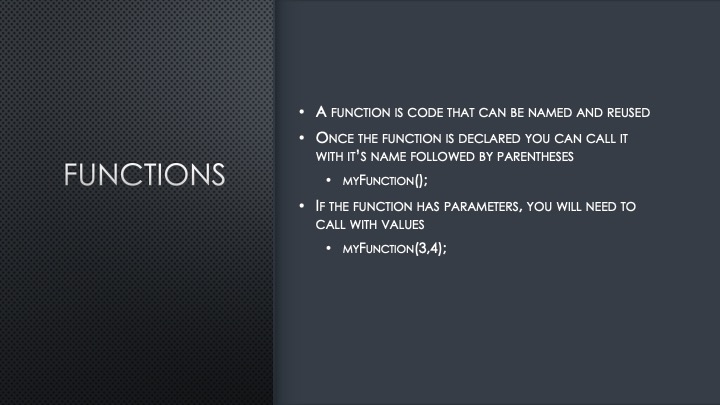 FUNCTIONS
• A FUNCTION IS CODE THAT CAN BE NAMED AND REUSED
• ONCE THE FUNCTION IS DECLARED YOU CAN CALL IT
WITH IT'S NAME FOLLOWED BY PARENTHESES
• MYFUNCTION();
• IF THE FUNCTION HAS PARAMETERS, YOU WILL NEED TO
CALL WITH VALUES
• MYFUNCTION(3,4);